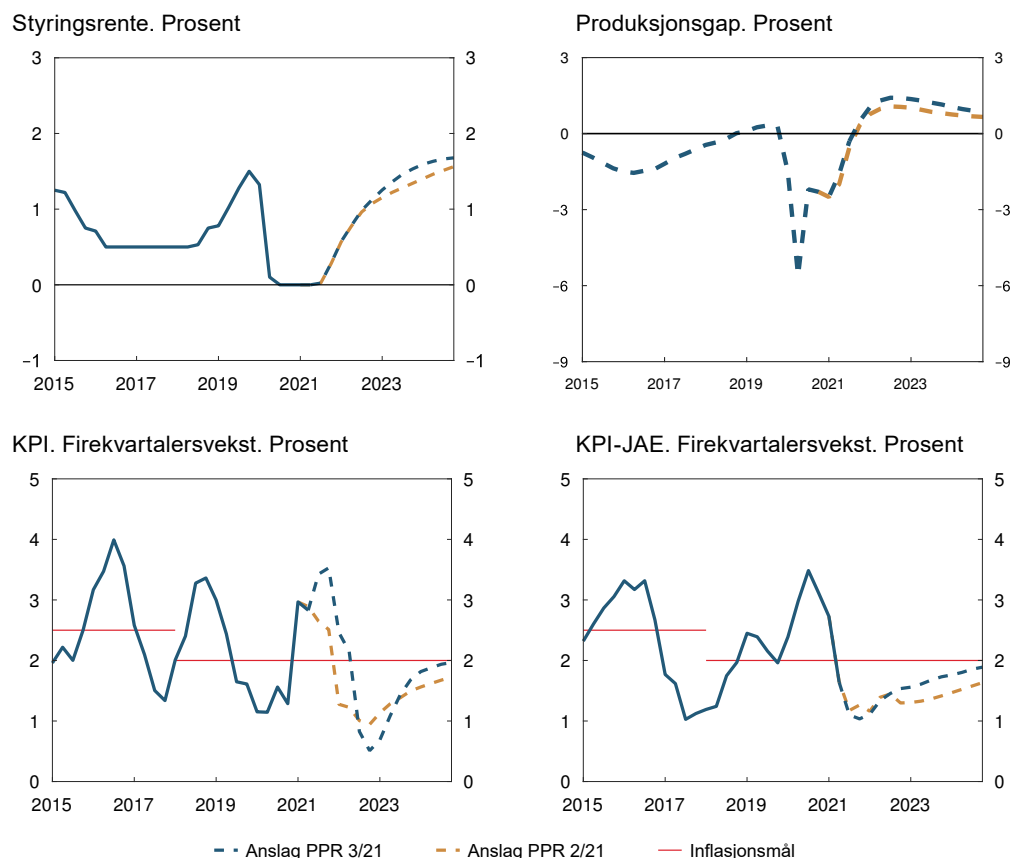 Styringsrente. Prosent
3 3
2 2
1 1
0 0
−1 −1
2015 2017 2019 2021 2023
Produksjonsgap. Prosent
3 3
0 0
−3 −3
−6 −6
−9 −9
2015 2017 2019 2021 2023
KPI. Firekvartalersvekst. Prosent
5 5
4 4
3 3
2 2
1 1
0 0
2015 2017 2019 2021 2023
KPI-JAE. Firekvartalersvekst. Prosent
5 5
4 4
3 3
2 2
1 1
0 0
2015 2017 2019 2021 2023
Anslag PPR 3/21 Anslag PPR 2/21 Inflasjonsmål